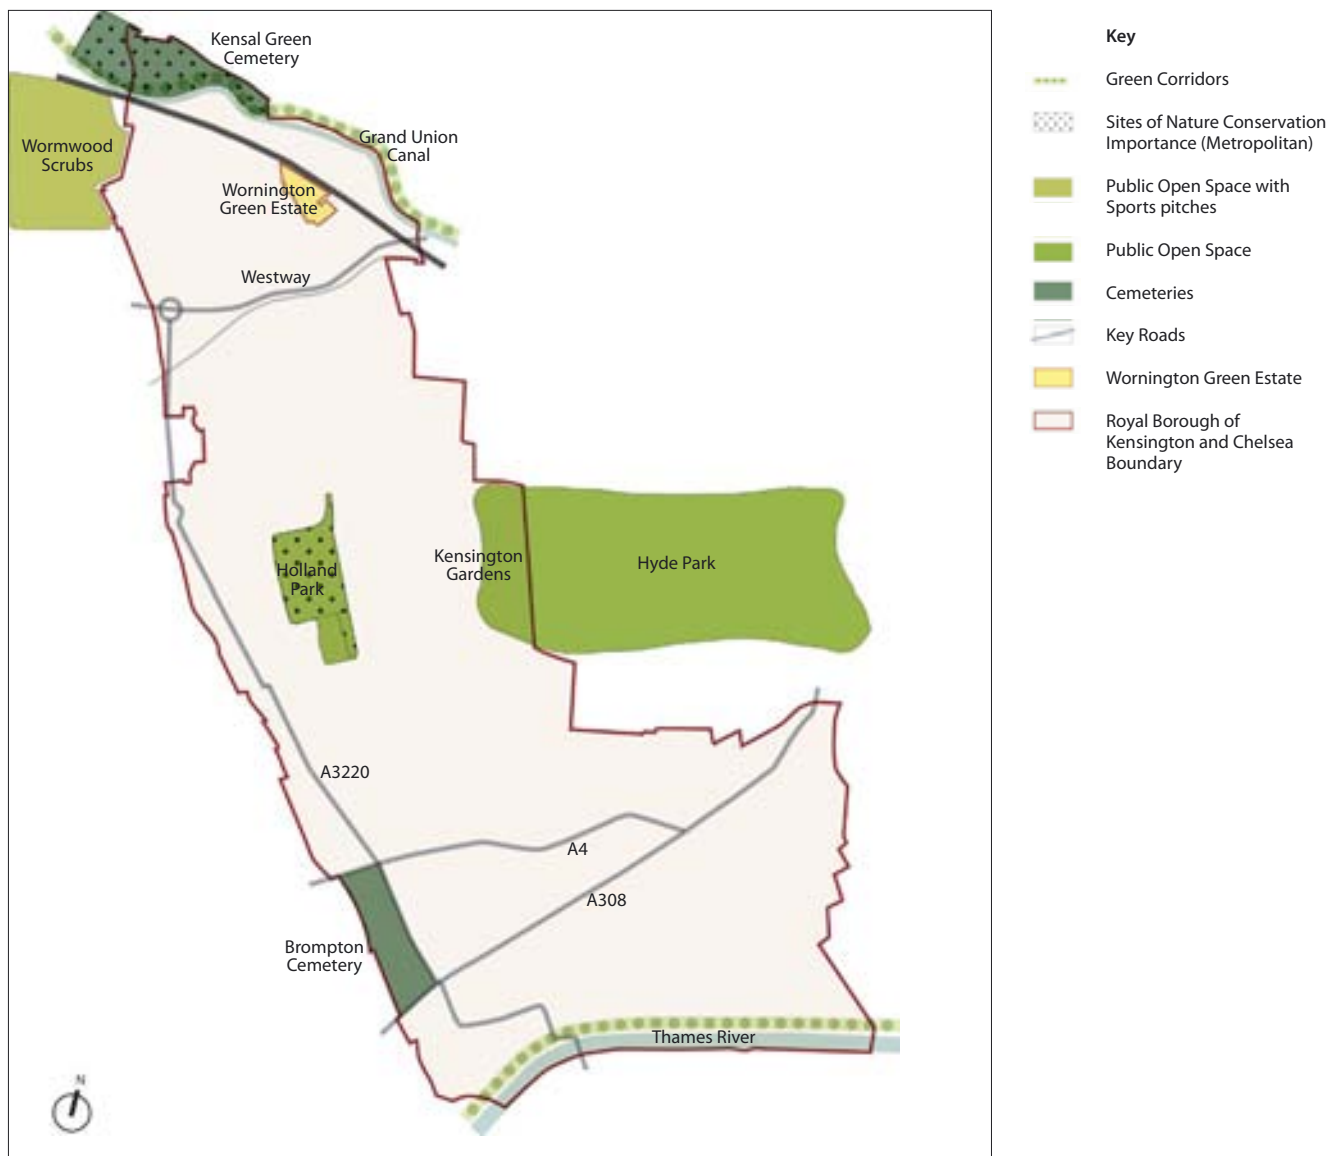 Kensal Green
Cemetery
Grand Union
Canal
Wormwood
Scrubs
Wornington
Green Estate
Westway
Holland
Park
Kensington
Gardens
Hyde Park
A3220
A4
A308
Brompton
Cemetery
Thames River
N
Key
Green Corridors
Sites of Nature Conservation
Importance (Metropolitan)
Public Open Space with
Sports pitches
Public Open Space
Cemeteries
Key Roads
Wornington Green Estate
Royal Borough of
Kensington and Chelsea
Boundary